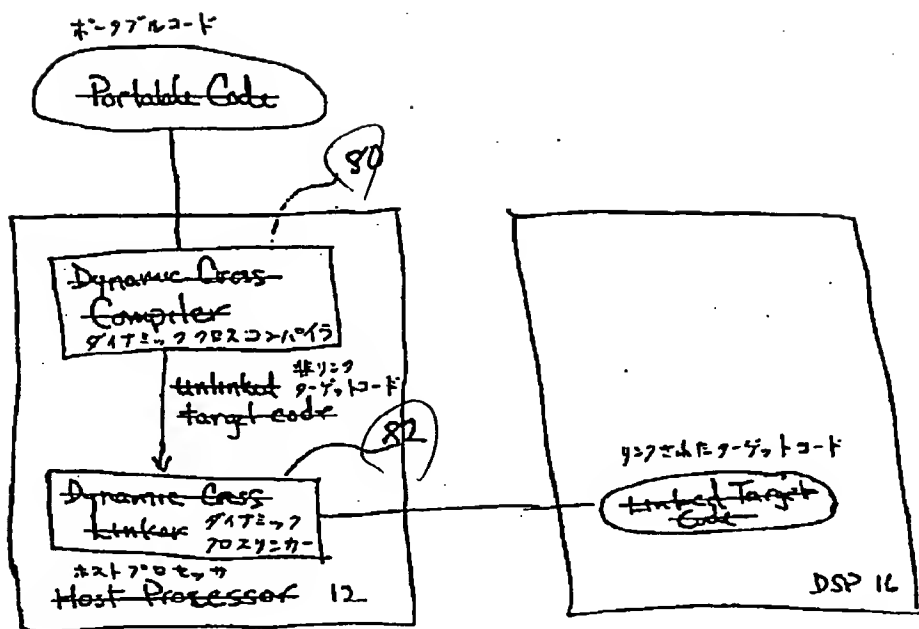 ポータブルコード
Portable Code
80
Dynamic Cross
Compiler
ダイナミッククロスコンパイラ
unlinked 非リンク
target code ターゲットコード
82
Dynamic Cross
Linker ダイナミック
クロスリンカー
ホストプロセッサ
Host Processor 12
リンクされたターゲットコード
Linked Target
Code
DSP 16